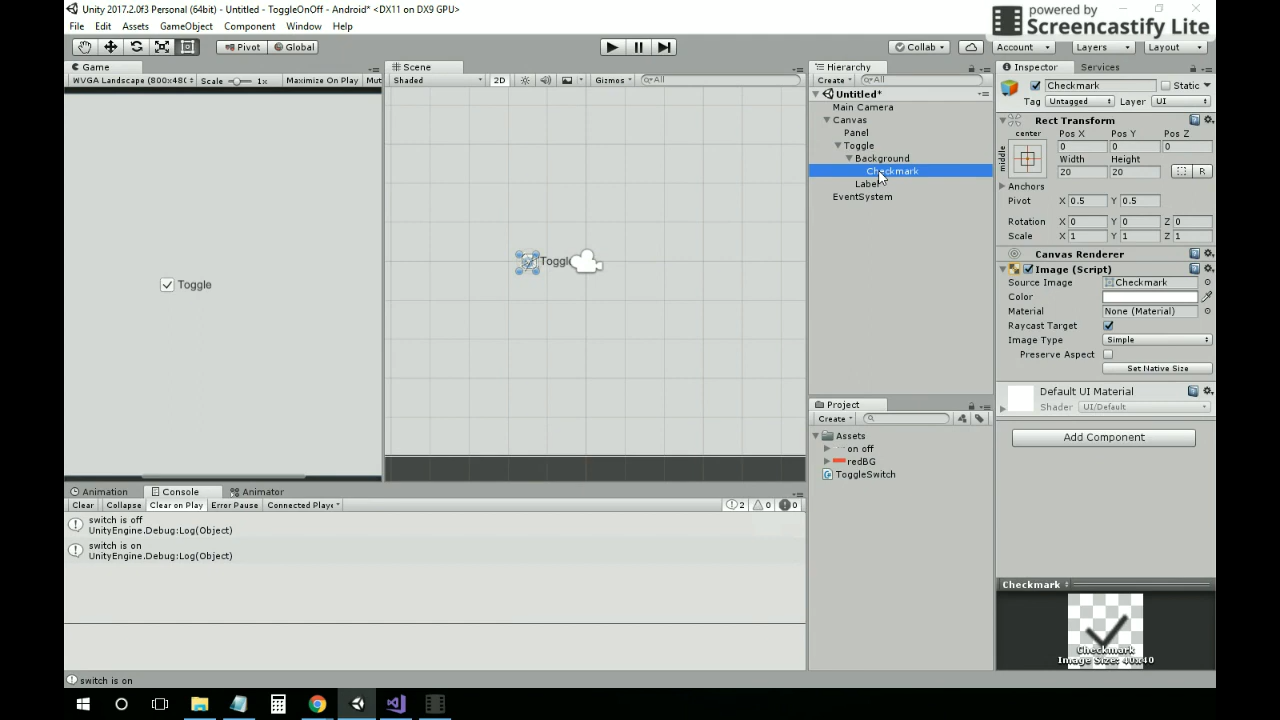 Unity 2017.2.0f3 Personal (64bit) - Untitled - ToggleOnOff - Android* <DX11 on DX9 GPU>
powered by
Screencastify Lite
File Edit Assets GameObject Component Window Help
Pivot Global Collab Account Layers Layout
Game
WVGA Landscape (800x48( Scale 1x Maximize On Play Mut
Toggle
Scene
Shaded 2D Gizmos All
Toggle
Hierarchy
Create All
Untitled*
Main Camera
Canvas
Panel
Toggle
Background
Checkmark
Label
EventSystem
Inspector Services
Checkmark Static
Tag Untagged Layer UI
Rect Transform
center Pos X Pos Y Pos Z
middle 0 0 0
Width Height
20 20 R
Anchors
Pivot X 0.5 Y 0.5
Rotation X 0 Y 0 Z 0
Scale X 1 Y 1 Z 1
Canvas Renderer
Image (Script)
Source Image Checkmark
Color
Material None (Material)
Raycast Target
Image Type Simple
Preserve Aspect
Set Native Size
Default UI Material
Shader UI/Default
Add Component
Checkmark
Checkmark
Image Size: 40x40
Project
Create
Assets
on off
redBG
ToggleSwitch
Animation Console Animator
Clear Collapse Clear on Play Error Pause Connected Playe 2 0 0
switch is off
UnityEngine.Debug:Log(Object)
switch is on
UnityEngine.Debug:Log(Object)
switch is on